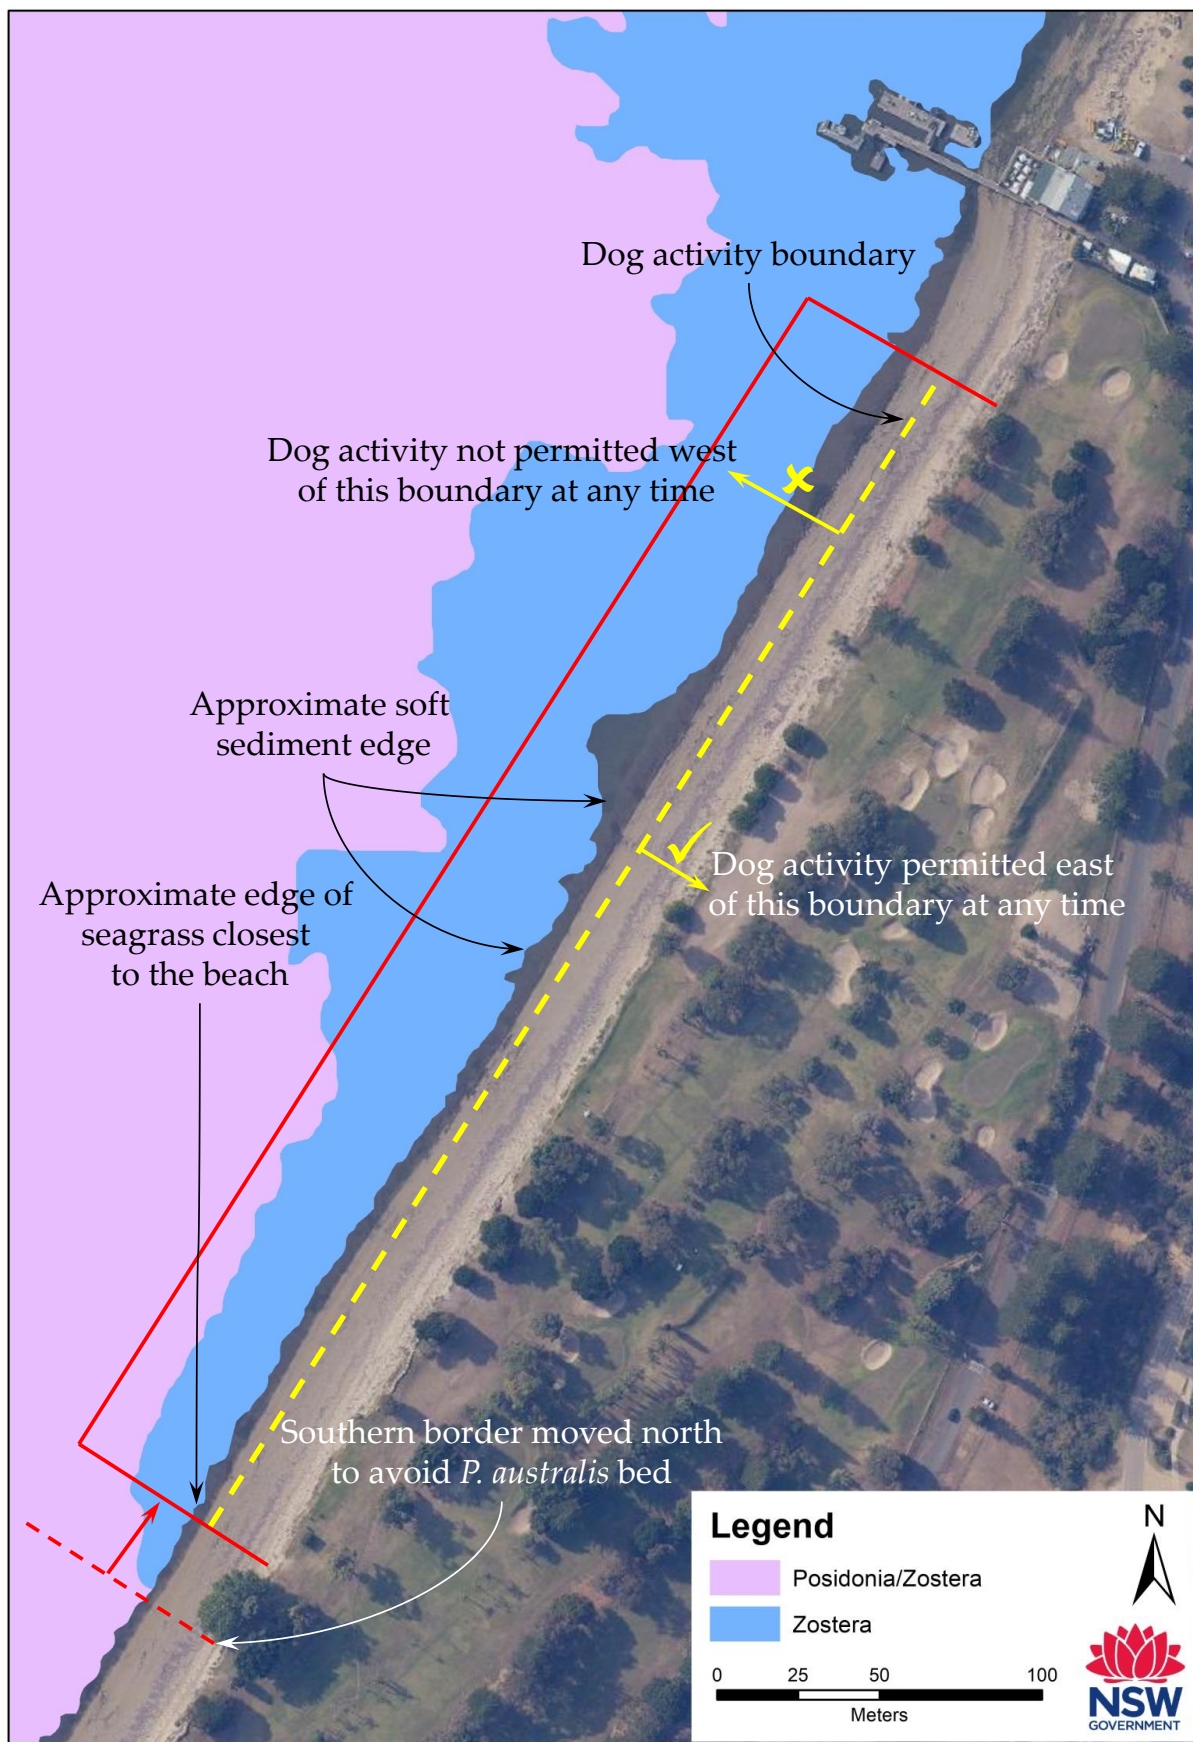 Dog activity boundary
Dog activity not permitted west
of this boundary at any time
Approximate soft
sediment edge
Dog activity permitted east
of this boundary at any time
Approximate edge of
seagrass closest
to the beach
Southern border moved north
to avoid P. australis bed
Legend
Posidonia/Zostera
Zostera
0 25 50 100
Meters
N
NSW
GOVERNMENT